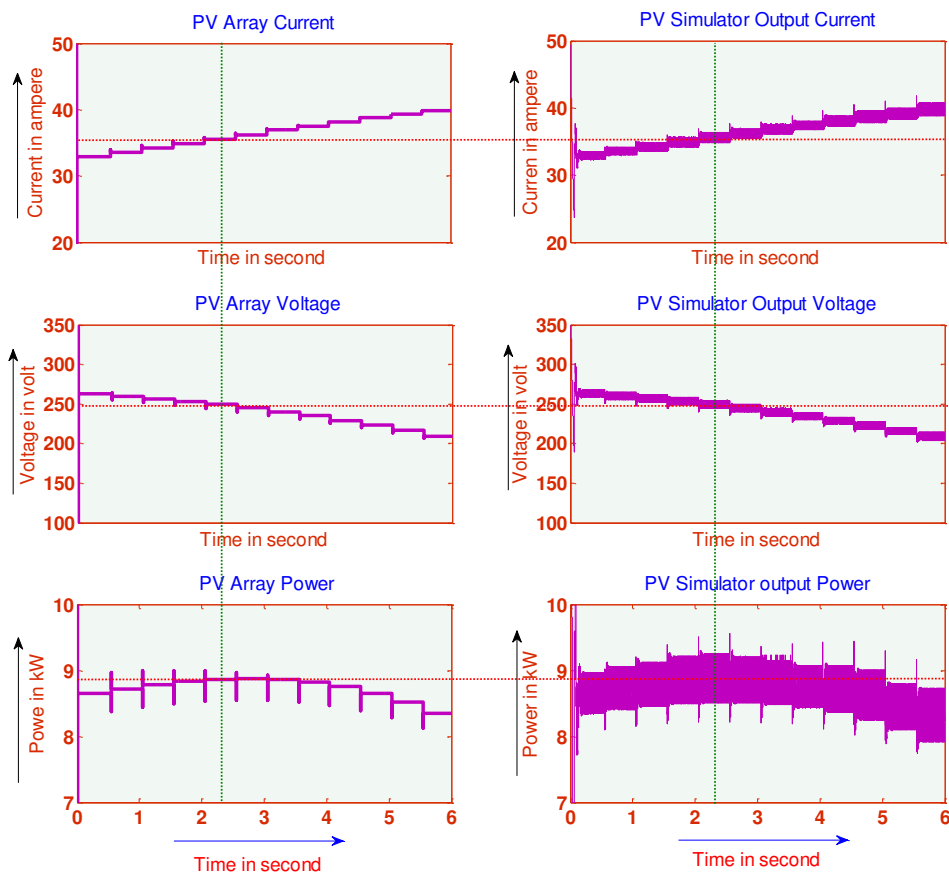 PV Array Current
50
40
30
20
Current in ampere
Time in second
PV Simulator Output Current
50
40
30
20
Curren in ampere
Time in second
PV Array Voltage
350
300
250
200
150
100
Voltage in volt
Time in second
PV Simulator Output Voltage
350
300
250
200
150
100
Voltage in volt
Time in second
PV Array Power
10
9
8
7
Powe in kW
0 1 2 3 4 5 6
Time in second
PV Simulator output Power
10
9
8
7
Power in kW
0 1 2 3 4 5 6
Time in second